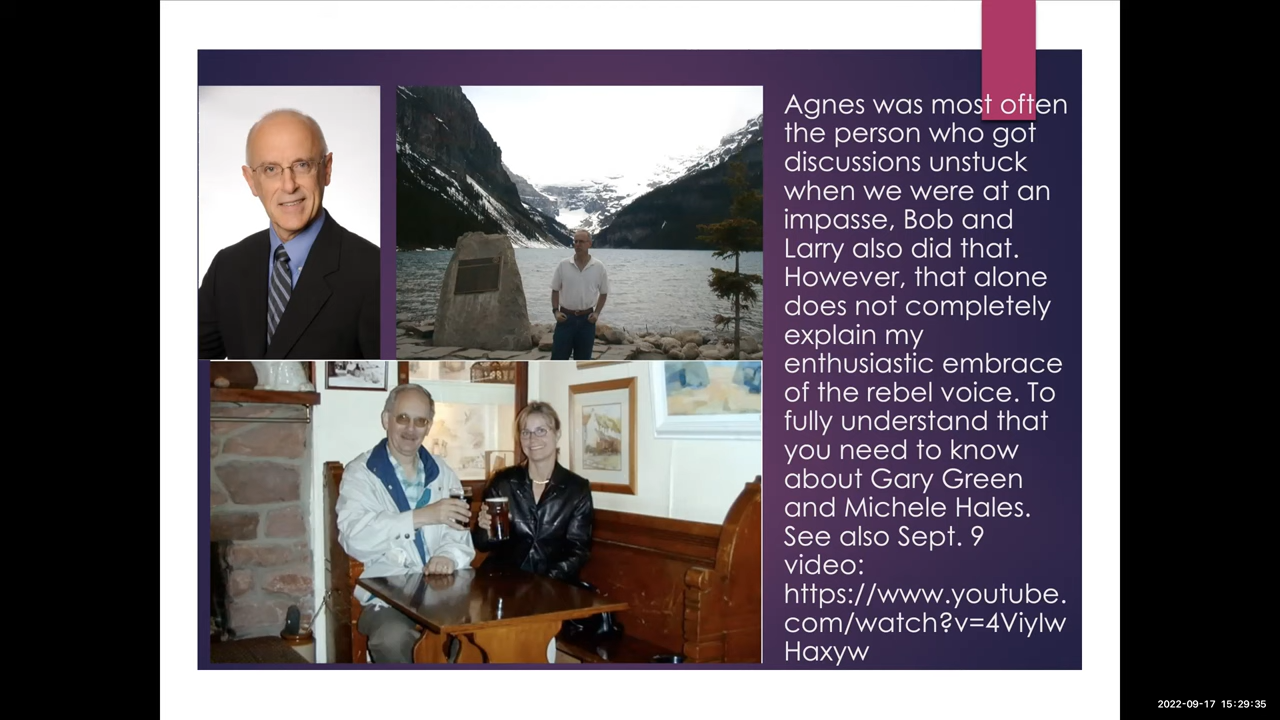 Agnes was most often
the person who got
discussions unstuck
when we were at an
impasse, Bob and
Larry also did that.
However, that alone
does not completely
explain my
enthusiastic embrace
of the rebel voice. To
fully understand that
you need to know
about Gary Green
and Michele Hales.
See also Sept. 9
video:
https://www.youtube.
com/watch?v=4Viylw
Haxyw
2022-09-17 15:29:35